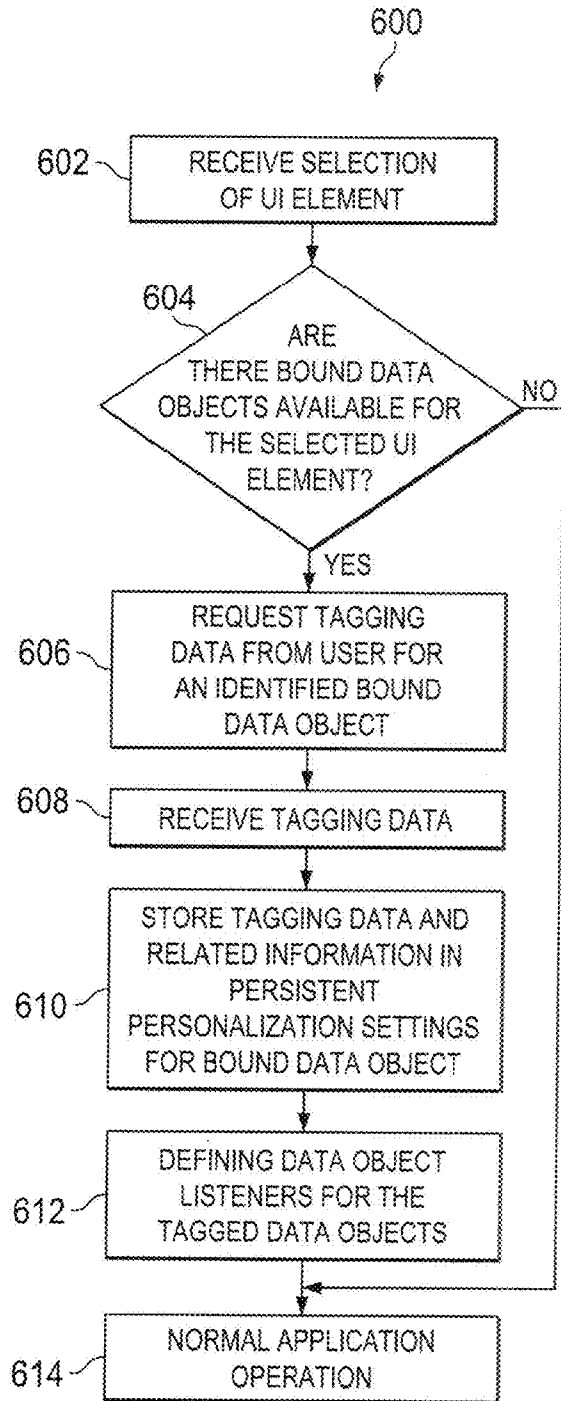 600
602
RECEIVE SELECTION
OF UI ELEMENT
604
ARE
THERE BOUND DATA
OBJECTS AVAILABLE FOR
THE SELECTED UI
ELEMENT?
NO
YES
606
REQUEST TAGGING
DATA FROM USER FOR
AN IDENTIFIED BOUND
DATA OBJECT
608
RECEIVE TAGGING DATA
610
STORE TAGGING DATA AND
RELATED INFORMATION IN
PERSISTENT
PERSONALIZATION SETTINGS
FOR BOUND DATA OBJECT
612
DEFINING DATA OBJECT
LISTENERS FOR THE
TAGGED DATA OBJECTS
614
NORMAL APPLICATION
OPERATION